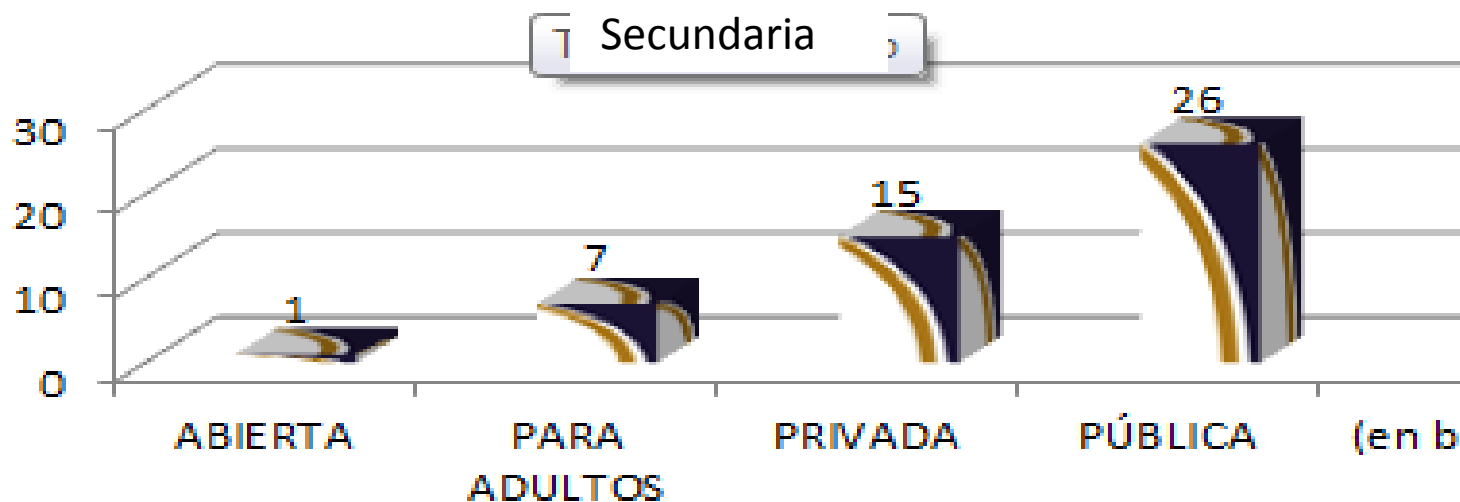 Secundaria
30
20
10
0
1
7
15
26
ABIERTA
PARA
ADULTOS
PRIVADA
PÚBLICA
(en b